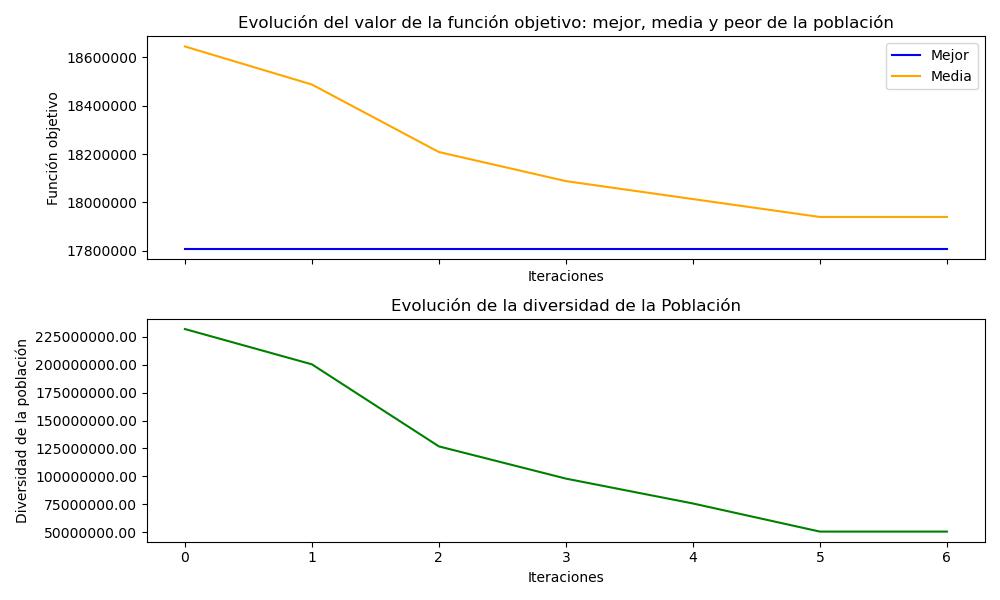 Evolución del valor de la función objetivo: mejor, media y peor de la población
18600000
18400000
18200000
18000000
17800000
Función objetivo
Mejor
Media
Iteraciones
Evolución de la diversidad de la Población
225000000.00
200000000.00
175000000.00
150000000.00
125000000.00
100000000.00
75000000.00
50000000.00
Diversidad de la población
0 1 2 3 4 5 6
Iteraciones